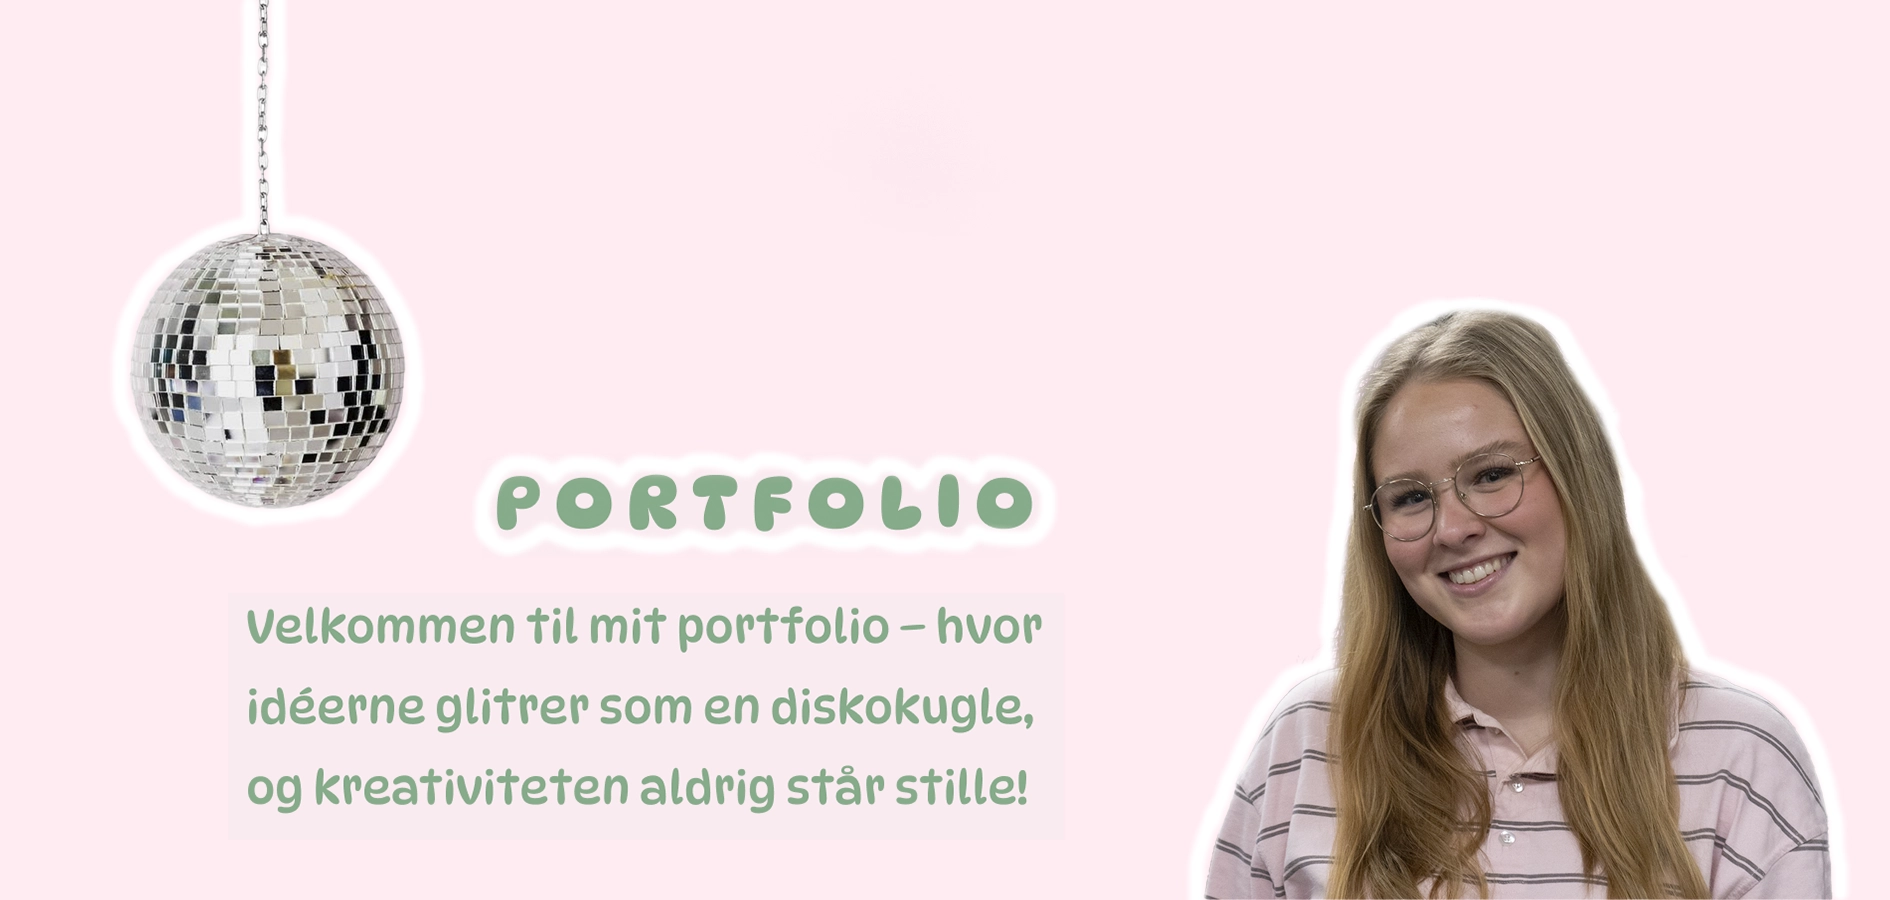 PORTFOLIO
Velkommen til mit portfolio – hvor
idéerne glitrer som en diskokugle,
og kreativiteten aldrig står stille!